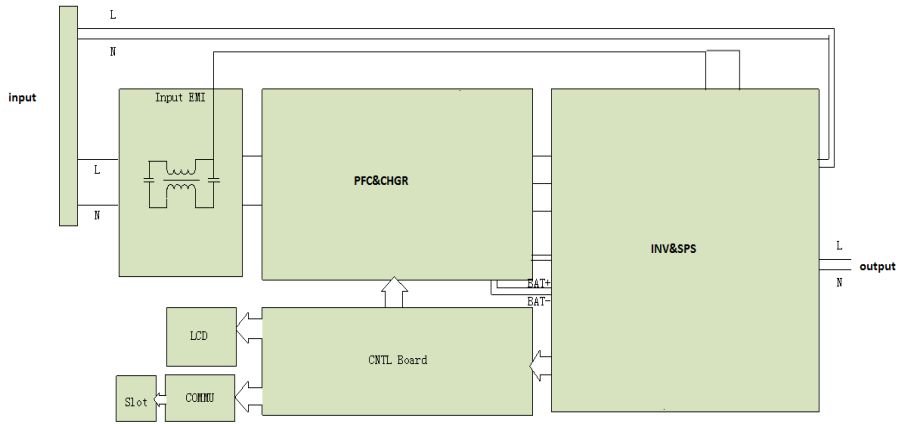 L
N
input
Input EMI
L
N
PFC&CHGR
INV&SPS
L
output
N
BAT+
BAT-
LCD
CNTL Board
Slot
COMMU